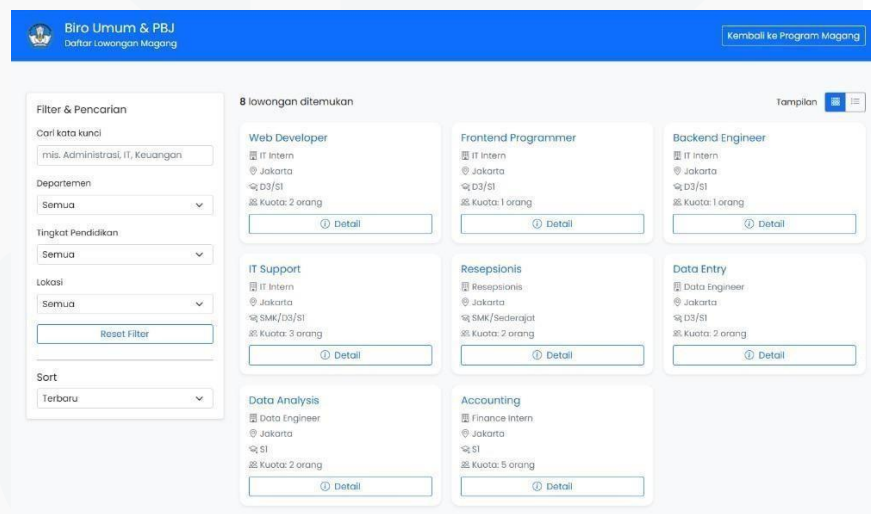 Biro Umum & PBJ
Daftar Lowongan Magang
Kembali ke Program Magang
Filter & Pencarian
Cari kata kunci
mis. Administrasi, IT, Keuangan
Departemen
Semua
Tingkat Pendidikan
Semua
Lokasi
Semua
Reset Filter
Sort
Terbaru
8 lowongan ditemukan
Tampilan
Web Developer
IT Intern
Jakarta
D3/S1
Kuota: 2 orang
Detail
Frontend Programmer
IT Intern
Jakarta
D3/S1
Kuota: 1 orang
Detail
Backend Engineer
IT Intern
Jakarta
D3/S1
Kuota: 1 orang
Detail
IT Support
IT Intern
Jakarta
SMK/D3/S1
Kuota: 3 orang
Detail
Resepsionis
Resepsionis
Jakarta
SMK/Sederajat
Kuota: 2 orang
Detail
Data Entry
Data Engineer
Jakarta
D3/S1
Kuota: 2 orang
Detail
Data Analysis
Data Engineer
Jakarta
S1
Kuota: 2 orang
Detail
Accounting
Finance Intern
Jakarta
S1
Kuota: 5 orang
Detail